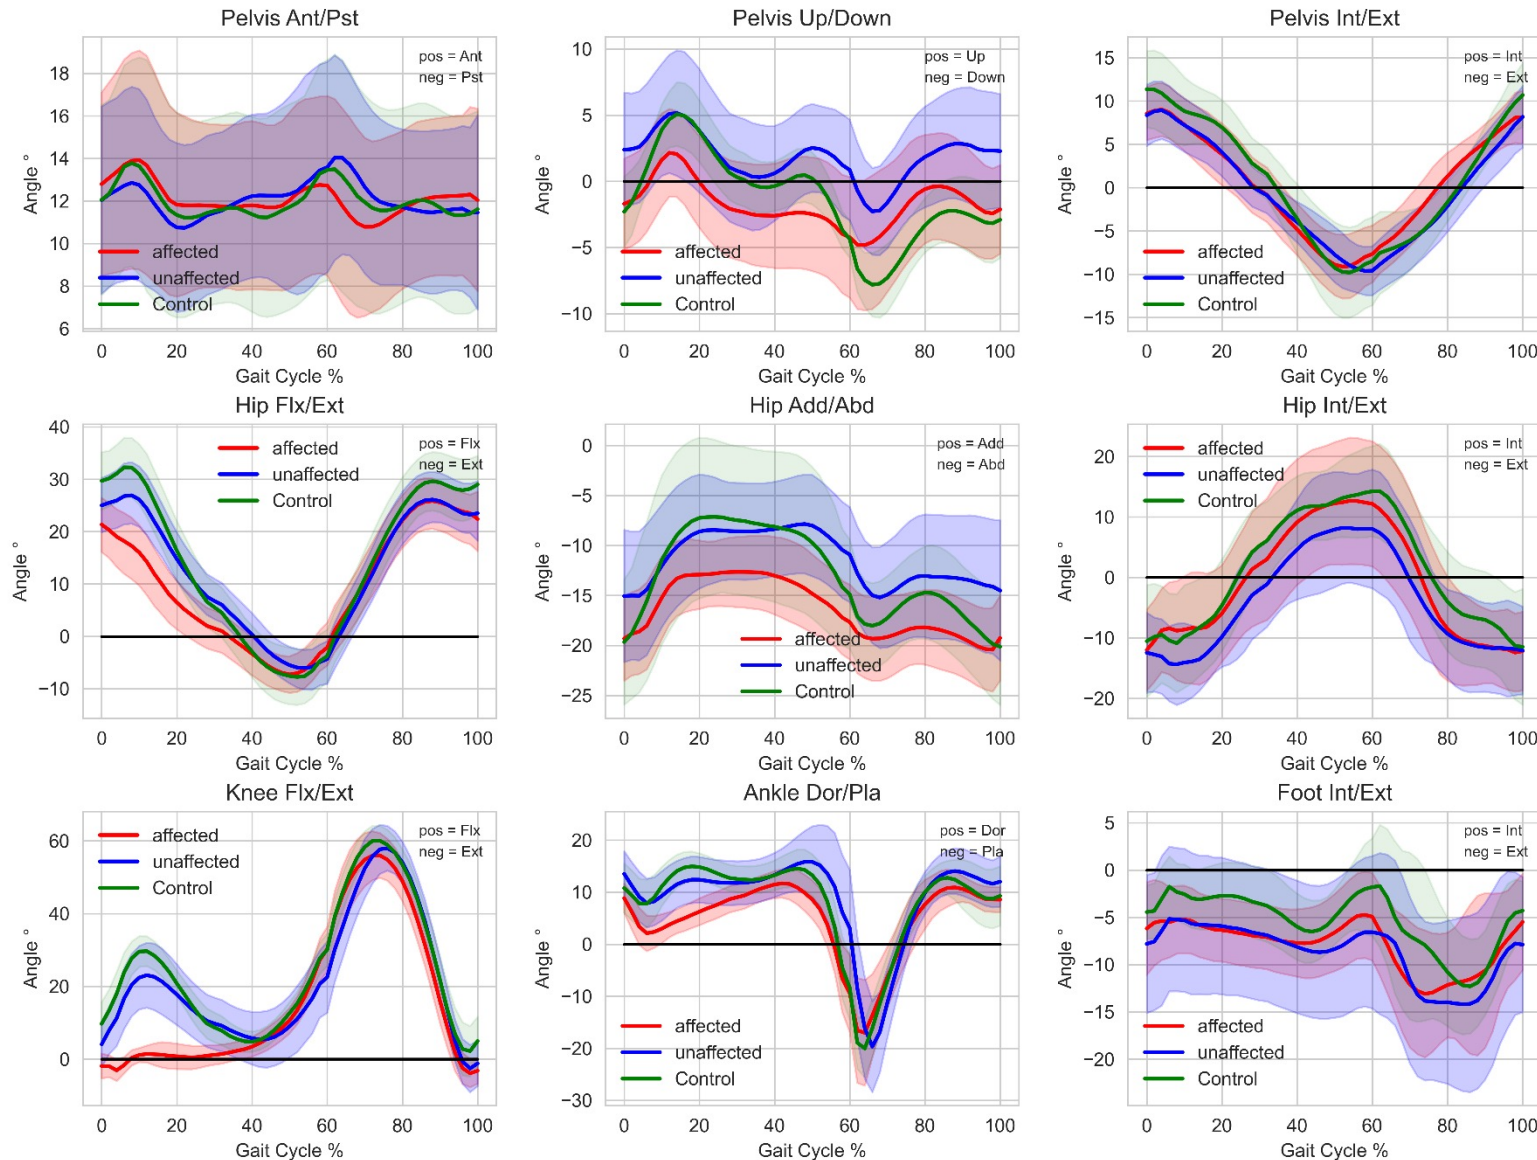 Pelvis Ant/Pst
pos = Ant
neg = Pst
18
16
14
12
10
8
6
Angle °
affected
unaffected
Control
0 20 40 60 80 100
Gait Cycle %
Pelvis Up/Down
pos = Up
neg = Down
10
5
0
−5
−10
Angle °
affected
unaffected
Control
0 20 40 60 80 100
Gait Cycle %
Pelvis Int/Ext
pos = Int
neg = Ext
15
10
5
0
−5
−10
−15
Angle °
affected
unaffected
Control
0 20 40 60 80 100
Gait Cycle %
Hip Flx/Ext
pos = Flx
neg = Ext
40
30
20
10
0
−10
Angle °
affected
unaffected
Control
0 20 40 60 80 100
Gait Cycle %
Hip Add/Abd
pos = Add
neg = Abd
0
−5
−10
−15
−20
−25
Angle °
affected
unaffected
Control
0 20 40 60 80 100
Gait Cycle %
Hip Int/Ext
pos = Int
neg = Ext
20
10
0
−10
−20
Angle °
affected
unaffected
Control
0 20 40 60 80 100
Gait Cycle %
Knee Flx/Ext
pos = Flx
neg = Ext
60
40
20
0
Angle °
affected
unaffected
Control
0 20 40 60 80 100
Gait Cycle %
Ankle Dor/Pla
pos = Dor
neg = Pla
20
10
0
−10
−20
−30
Angle °
affected
unaffected
Control
0 20 40 60 80 100
Gait Cycle %
Foot Int/Ext
pos = Int
neg = Ext
5
0
−5
−10
−15
−20
Angle °
affected
unaffected
Control
0 20 40 60 80 100
Gait Cycle %